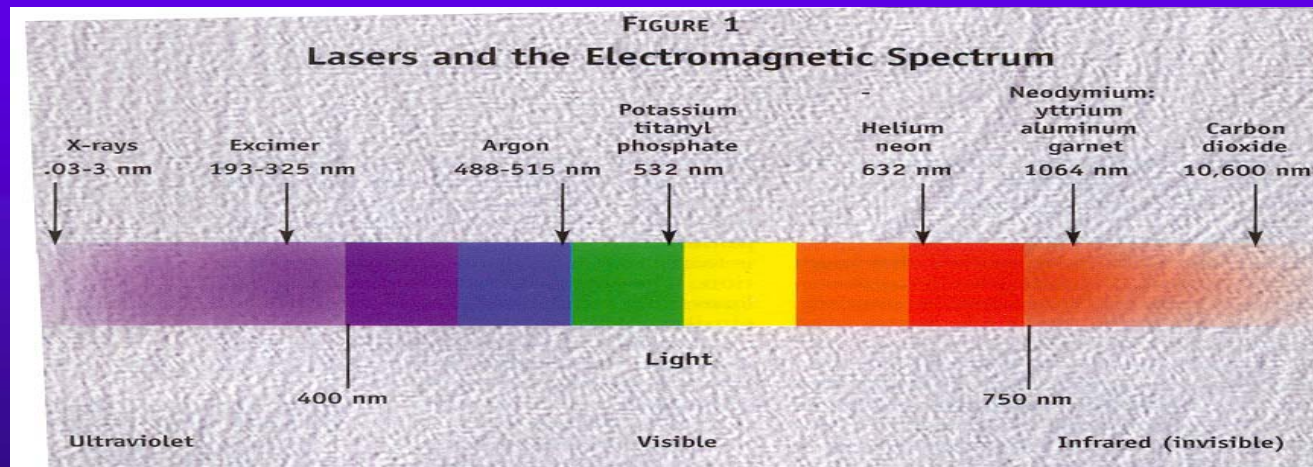 FIGURE 1
Lasers and the Electromagnetic Spectrum
X-rays
.03-3 nm
Excimer
193-325 nm
Argon
488-515 nm
Potassium
titanyl
phosphate
532 nm
Helium
neon
632 nm
Neodymium:
yttrium
aluminum
garnet
1064 nm
Carbon
dioxide
10,600 nm
Light
400 nm
750 nm
Ultraviolet
Visible
Infrared (invisible)